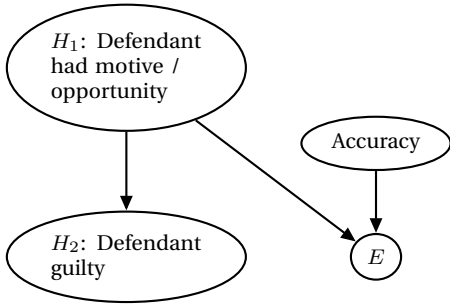 H₁: Defendant
had motive /
opportunity
Accuracy
H₂: Defendant
guilty
E